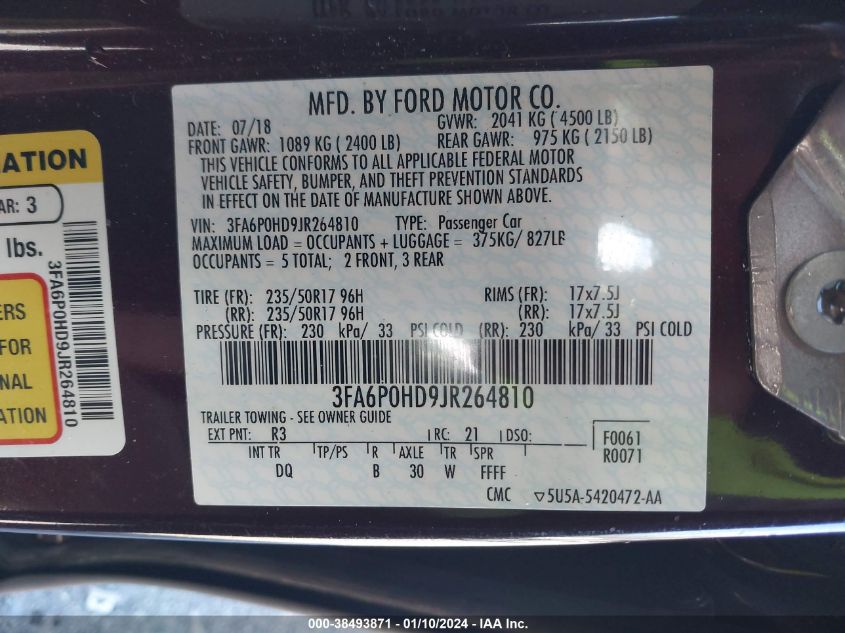 MFD. BY FORD MOTOR CO.
DATE: 07/18 GVWR: 2041 KG ( 4500 LB)
FRONT GAWR: 1089 KG ( 2400 LB) REAR GAWR: 975 KG ( 2150 LB)
THIS VEHICLE CONFORMS TO ALL APPLICABLE FEDERAL MOTOR
VEHICLE SAFETY, BUMPER, AND THEFT PREVENTION STANDARDS
IN EFFECT ON THE DATE OF MANUFACTURE SHOWN ABOVE.
VIN: 3FA6P0HD9JR264810 TYPE: Passenger Car
MAXIMUM LOAD = OCCUPANTS + LUGGAGE = 375KG/ 827LB
OCCUPANTS = 5 TOTAL; 2 FRONT, 3 REAR
TIRE (FR): 235/50R17 96H RIMS (FR): 17x7.5J
(RR): 235/50R17 96H (RR): 17x7.5J
PRESSURE (FR): 230 kPa/ 33 PSI COLD (RR): 230 kPa/ 33 PSI COLD
3FA6P0HD9JR264810
TRAILER TOWING - SEE OWNER GUIDE
EXT PNT: R3 RC: 21 DSO: F0061
INT TR TP/PS R AXLE TR SPR R0071
DQ B 30 W FFFF
CMC ▽5U5A-5420472-AA
ATION
AR: 3
lbs.
ERS
FOR
NAL
ATION
3FA6P0HD9JR264810
000-38493871 / 01/10/2024 / IAA Inc.